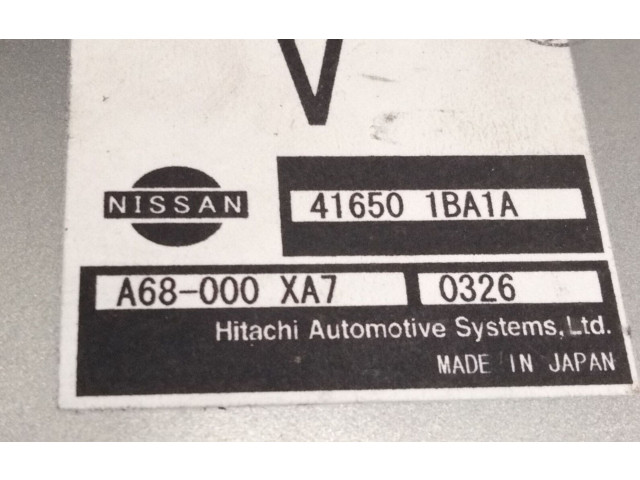 V
NISSAN
41650 1BA1A
A68-000 XA7
0326
Hitachi Automotive Systems, Ltd.
MADE IN JAPAN